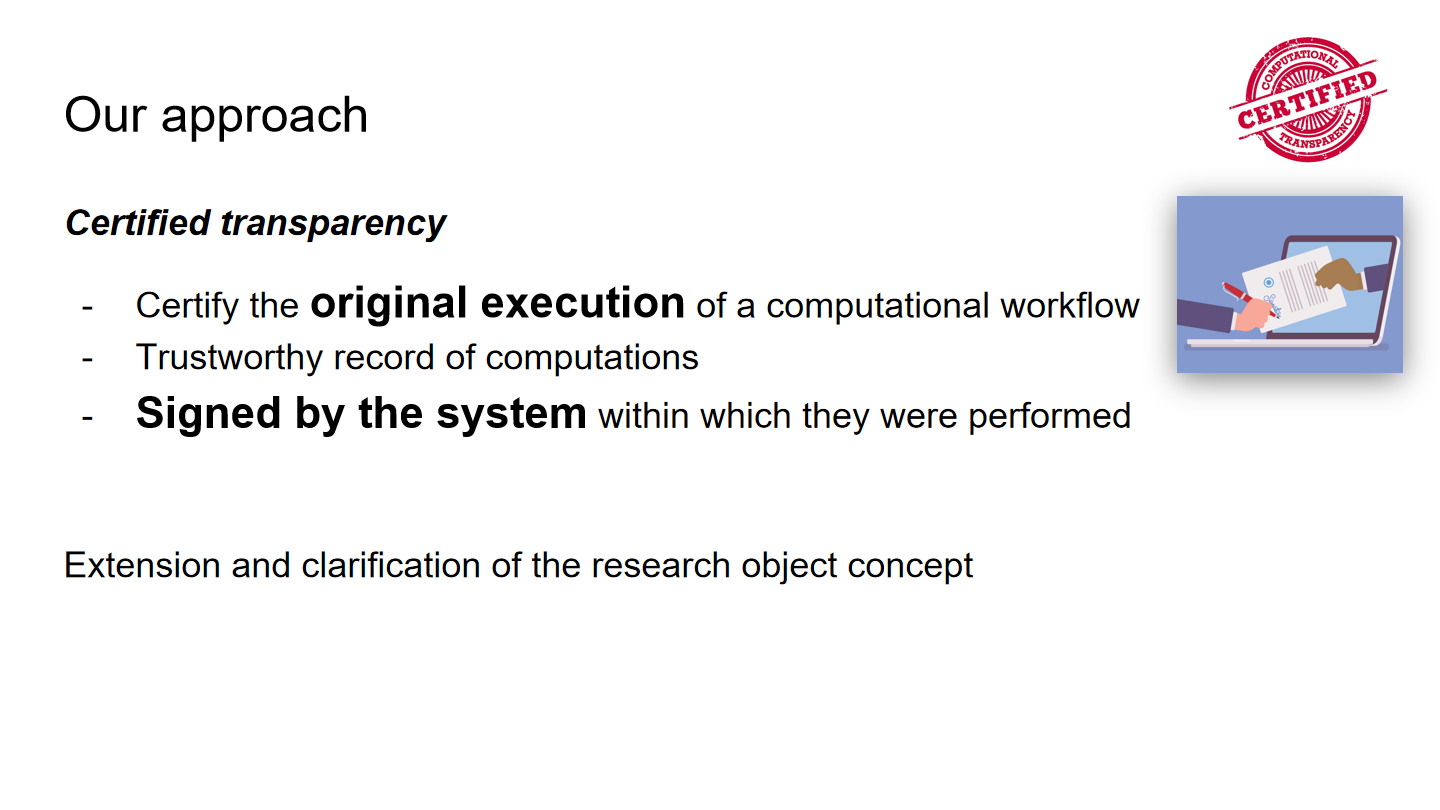 Our approach
COMPUTATIONAL
CERTIFIED
TRANSPARENCY
Certified transparency
- Certify the original execution of a computational workflow
- Trustworthy record of computations
- Signed by the system within which they were performed
Extension and clarification of the research object concept